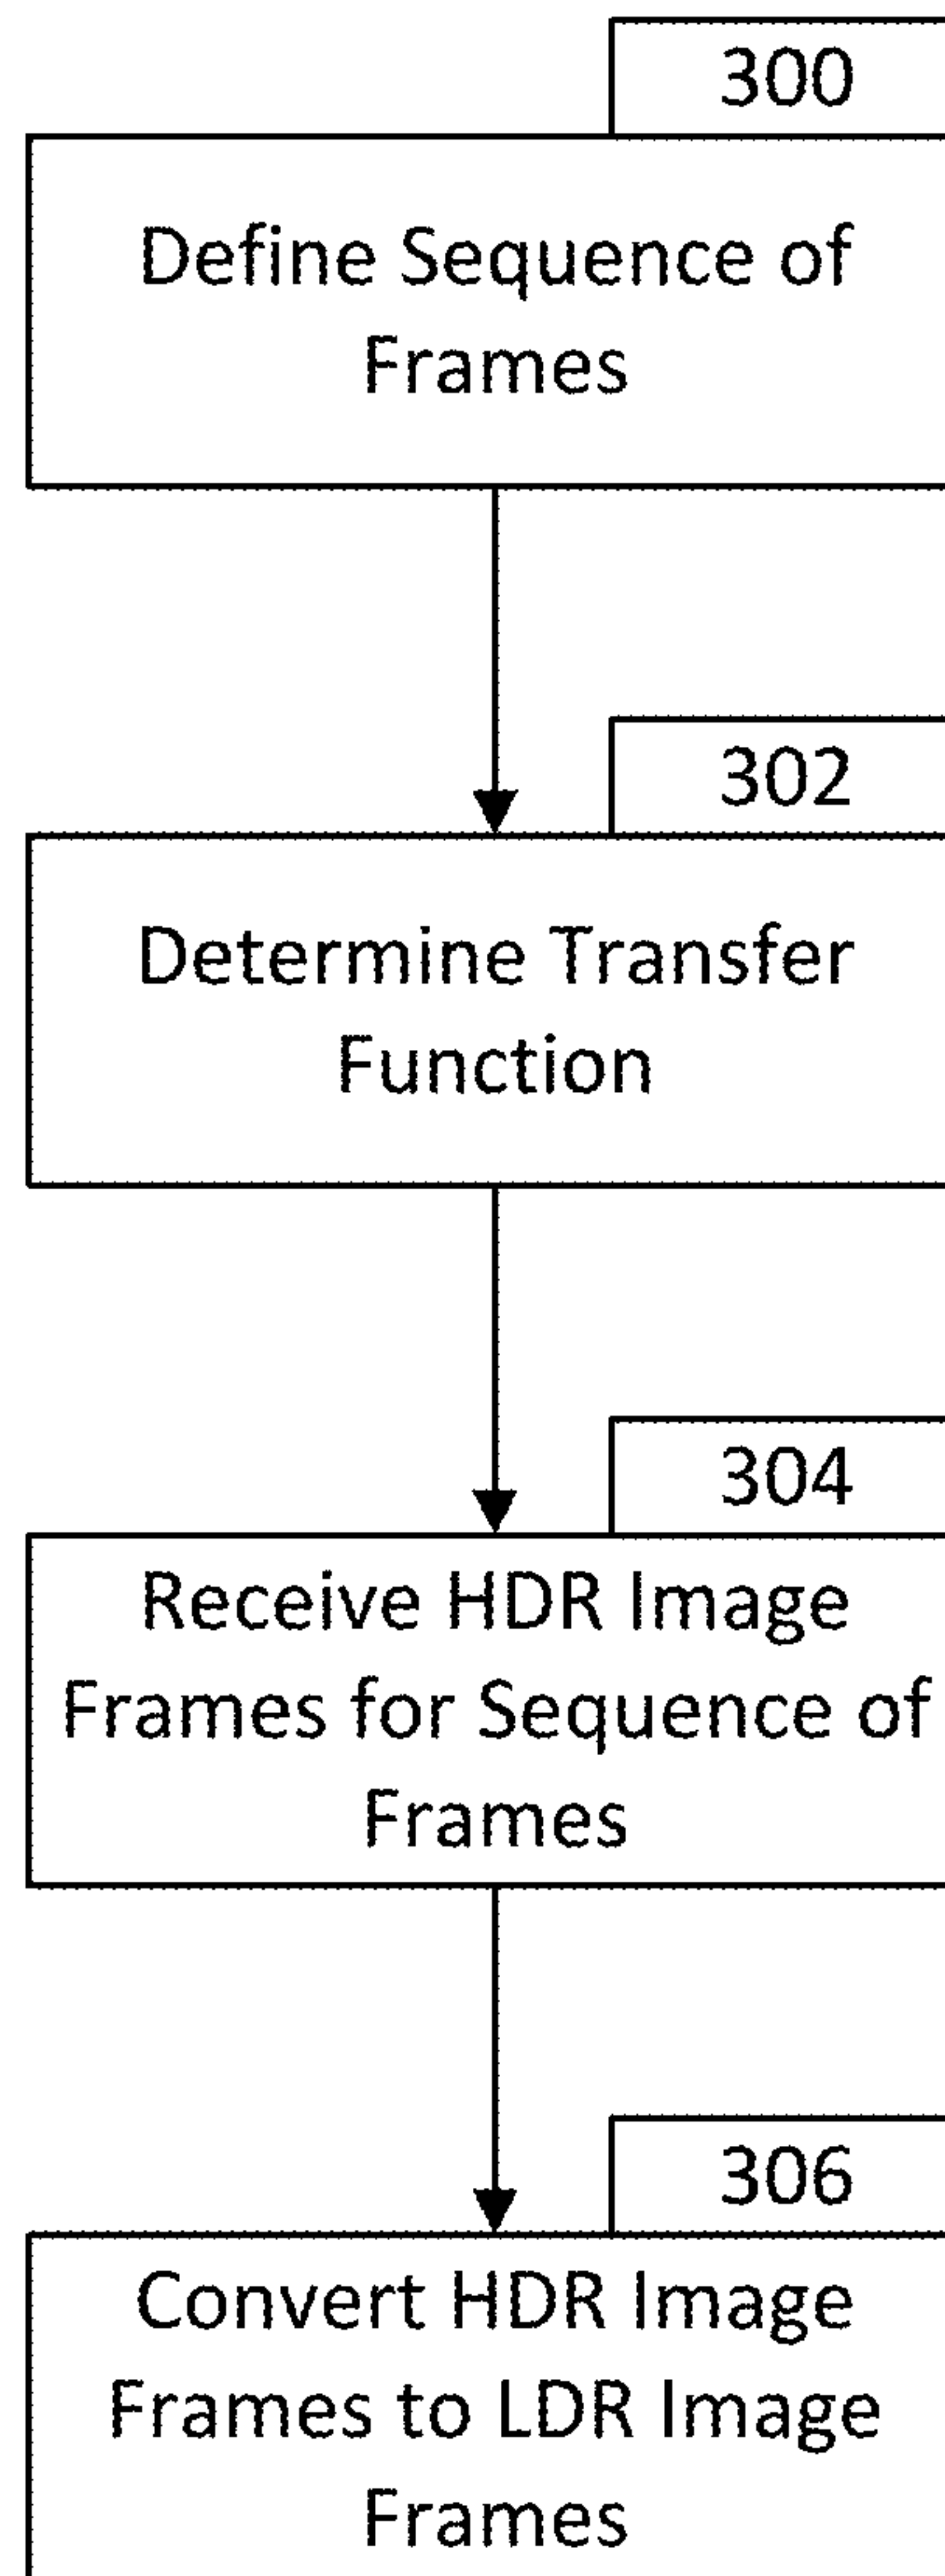 300
Define Sequence of
Frames
302
Determine Transfer
Function
304
Receive HDR Image
Frames for Sequence of
Frames
306
Convert HDR Image
Frames to LDR Image
Frames